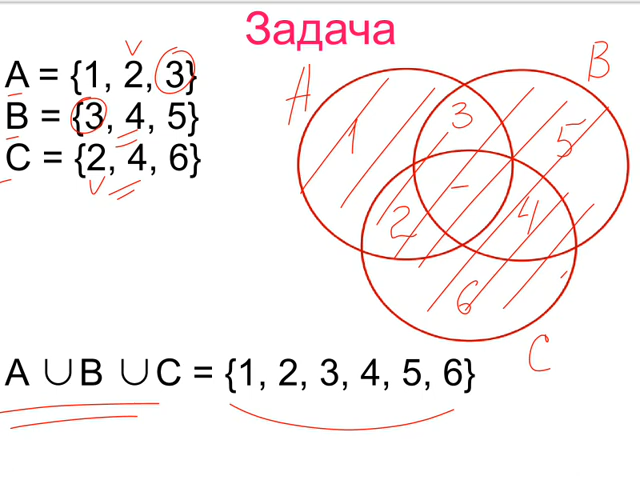 Задача
A = {1, 2, 3}
B = {3, 4, 5}
C = {2, 4, 6}
A
B
1
3
5
2
–
4
6
C
A ∪ B ∪ C = {1, 2, 3, 4, 5, 6}